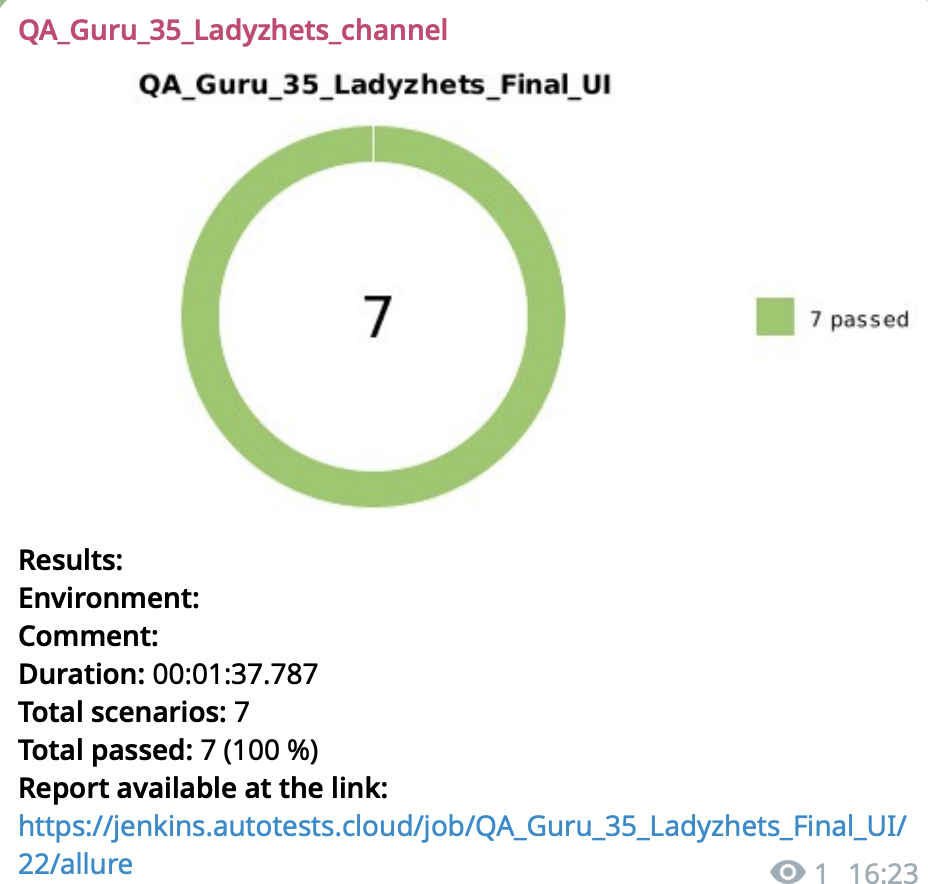 QA_Guru_35_Ladyzhets_channel
QA_Guru_35_Ladyzhets_Final_UI
7
7 passed
Results:
Environment:
Comment:
Duration: 00:01:37.787
Total scenarios: 7
Total passed: 7 (100 %)
Report available at the link:
https://jenkins.autotests.cloud/job/QA_Guru_35_Ladyzhets_Final_UI/
22/allure
1 16:23